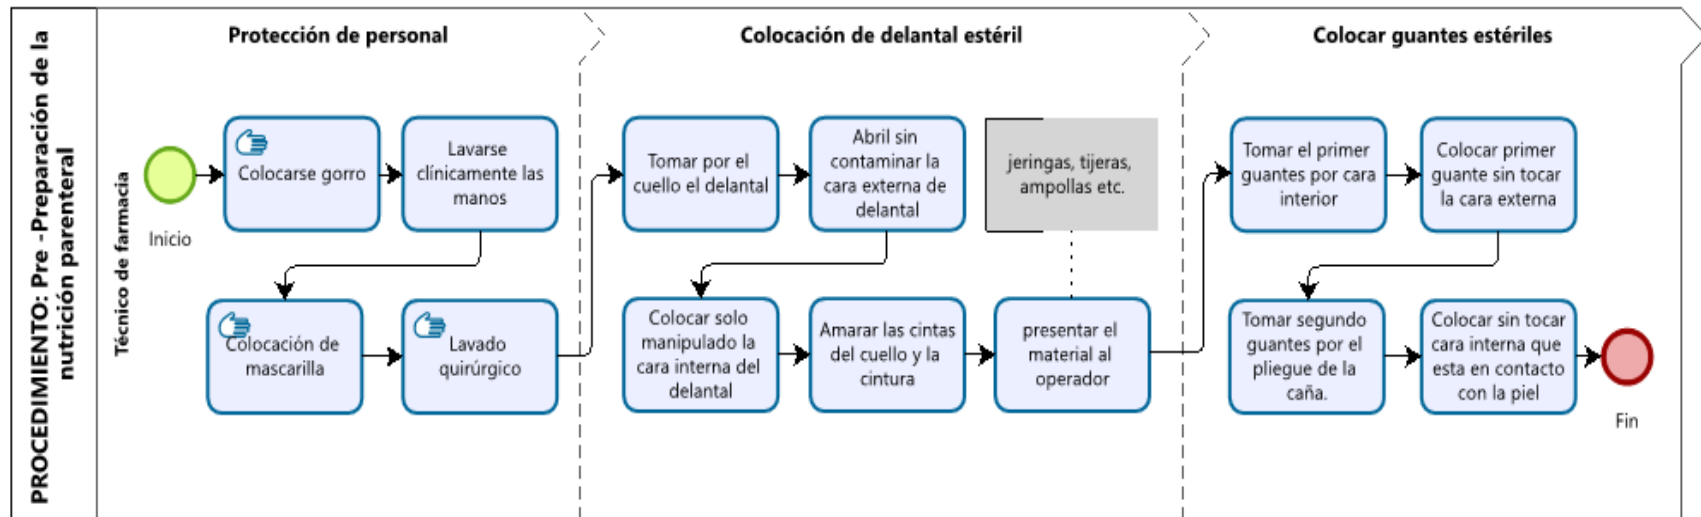 PROCEDIMIENTO: Pre -Preparación de la
nutrición parenteral
Técnico de farmacia
Protección de personal
Inicio
Colocarse gorro
Lavarse
clínicamente las
manos
Colocación de
mascarilla
Lavado
quirúrgico
Colocación de delantal estéril
Tomar por el
cuello el delantal
Abril sin
contaminar la
cara externa de
delantal
jeringas, tijeras,
ampollas etc.
Colocar solo
manipulado la
cara interna del
delantal
Amarar las cintas
del cuello y la
cintura
presentar el
material al
operador
Colocar guantes estériles
Tomar el primer
guantes por cara
interior
Colocar primer
guante sin tocar
la cara externa
Tomar segundo
guantes por el
pliegue de la
caña.
Colocar sin tocar
cara interna que
esta en contacto
con la piel
Fin